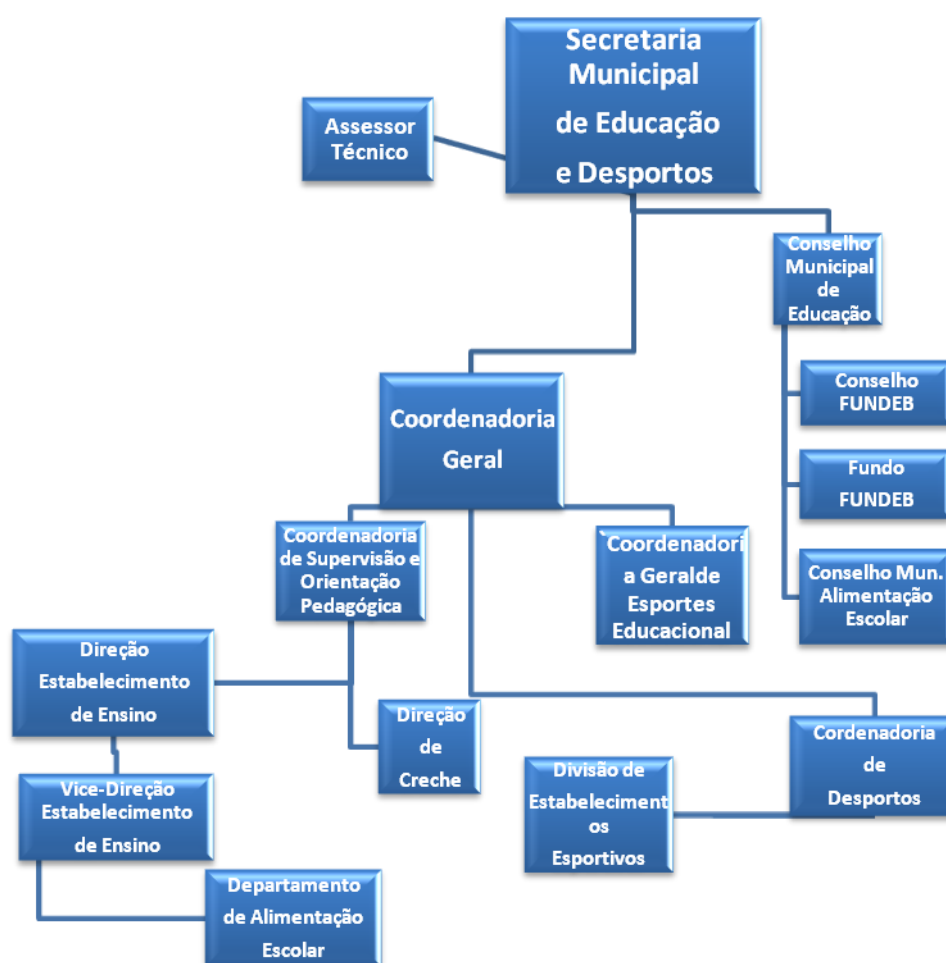 Secretaria
Municipal
de Educação
e Desportos
Assessor
Técnico
Conselho
Municipal
de
Educação
Conselho
FUNDEB
Fundo
FUNDEB
Conselho Mun.
Alimentação
Escolar
Coordenadoria
Geral
Coordenadoria
de Supervisão e
Orientação
Pedagógica
Coordenadori
a Geralde
Esportes
Educacional
Direção
Estabelecimento
de Ensino
Direção
de
Creche
Vice-Direção
Estabelecimento
de Ensino
Departamento
de Alimentação
Escolar
Cordenadoria
de
Desportos
Divisão de
Estabeleciment
os
Esportivos